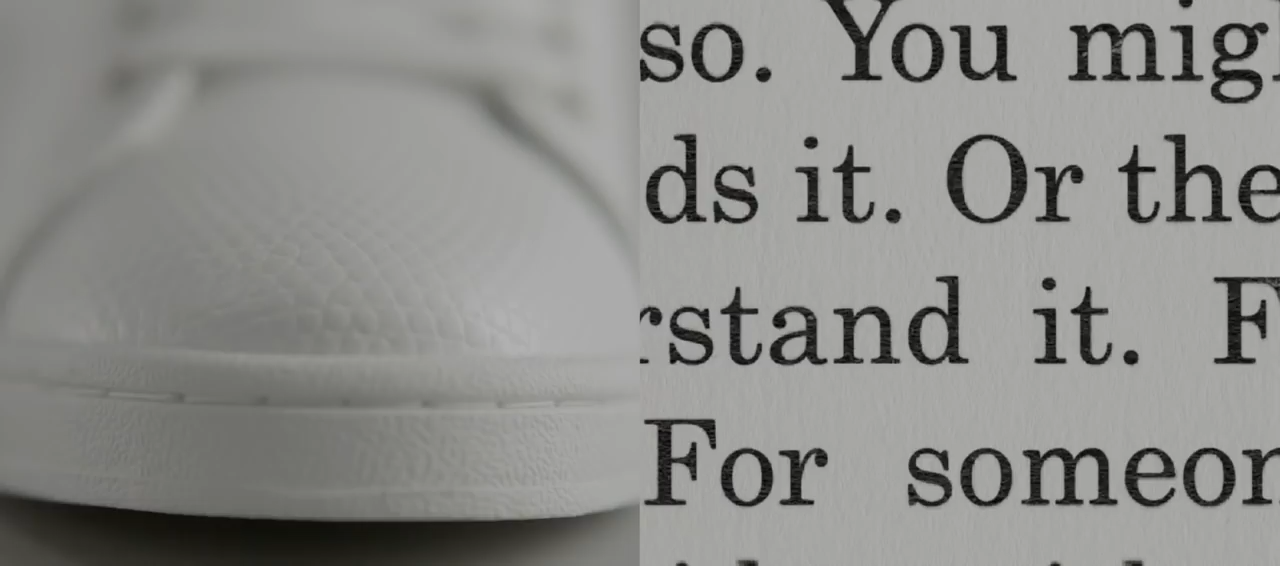 so. You mig
ds it. Or the
rstand it. F
For someon